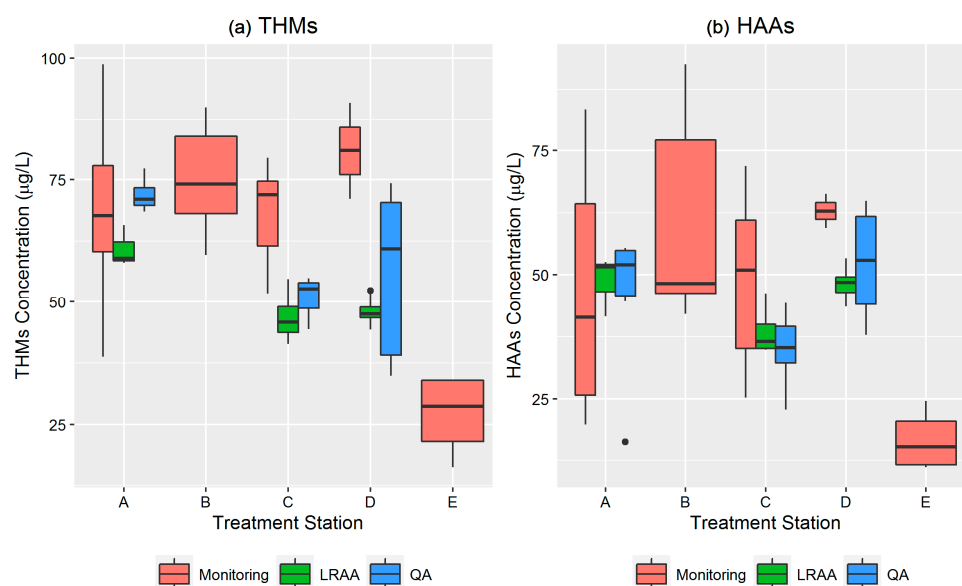 (a) THMs
THMs Concentration (μg/L)
100
75
50
25
A B C D E
Treatment Station
Monitoring LRAA QA
(b) HAAs
HAAs Concentration (μg/L)
75
50
25
A B C D E
Treatment Station
Monitoring LRAA QA